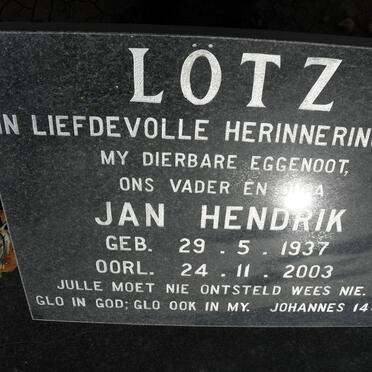 LÖTZ
IN LIEFDEVOLLE HERINNERING
MY DIERBARE EGGENOOT,
ONS VADER EN
JAN HENDRIK
GEB. 29 . 5 . 1937
OORL. 24 . 11 . 2003
JULLE MOET NIE ONTSTELD WEES NIE.
GLO IN GOD; GLO OOK IN MY. JOHANNES 14